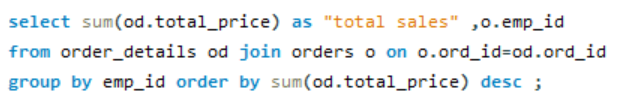 select sum(od.total_price) as "total sales" ,o.emp_id
from order_details od join orders o on o.ord_id=od.ord_id
group by emp_id order by sum(od.total_price) desc ;